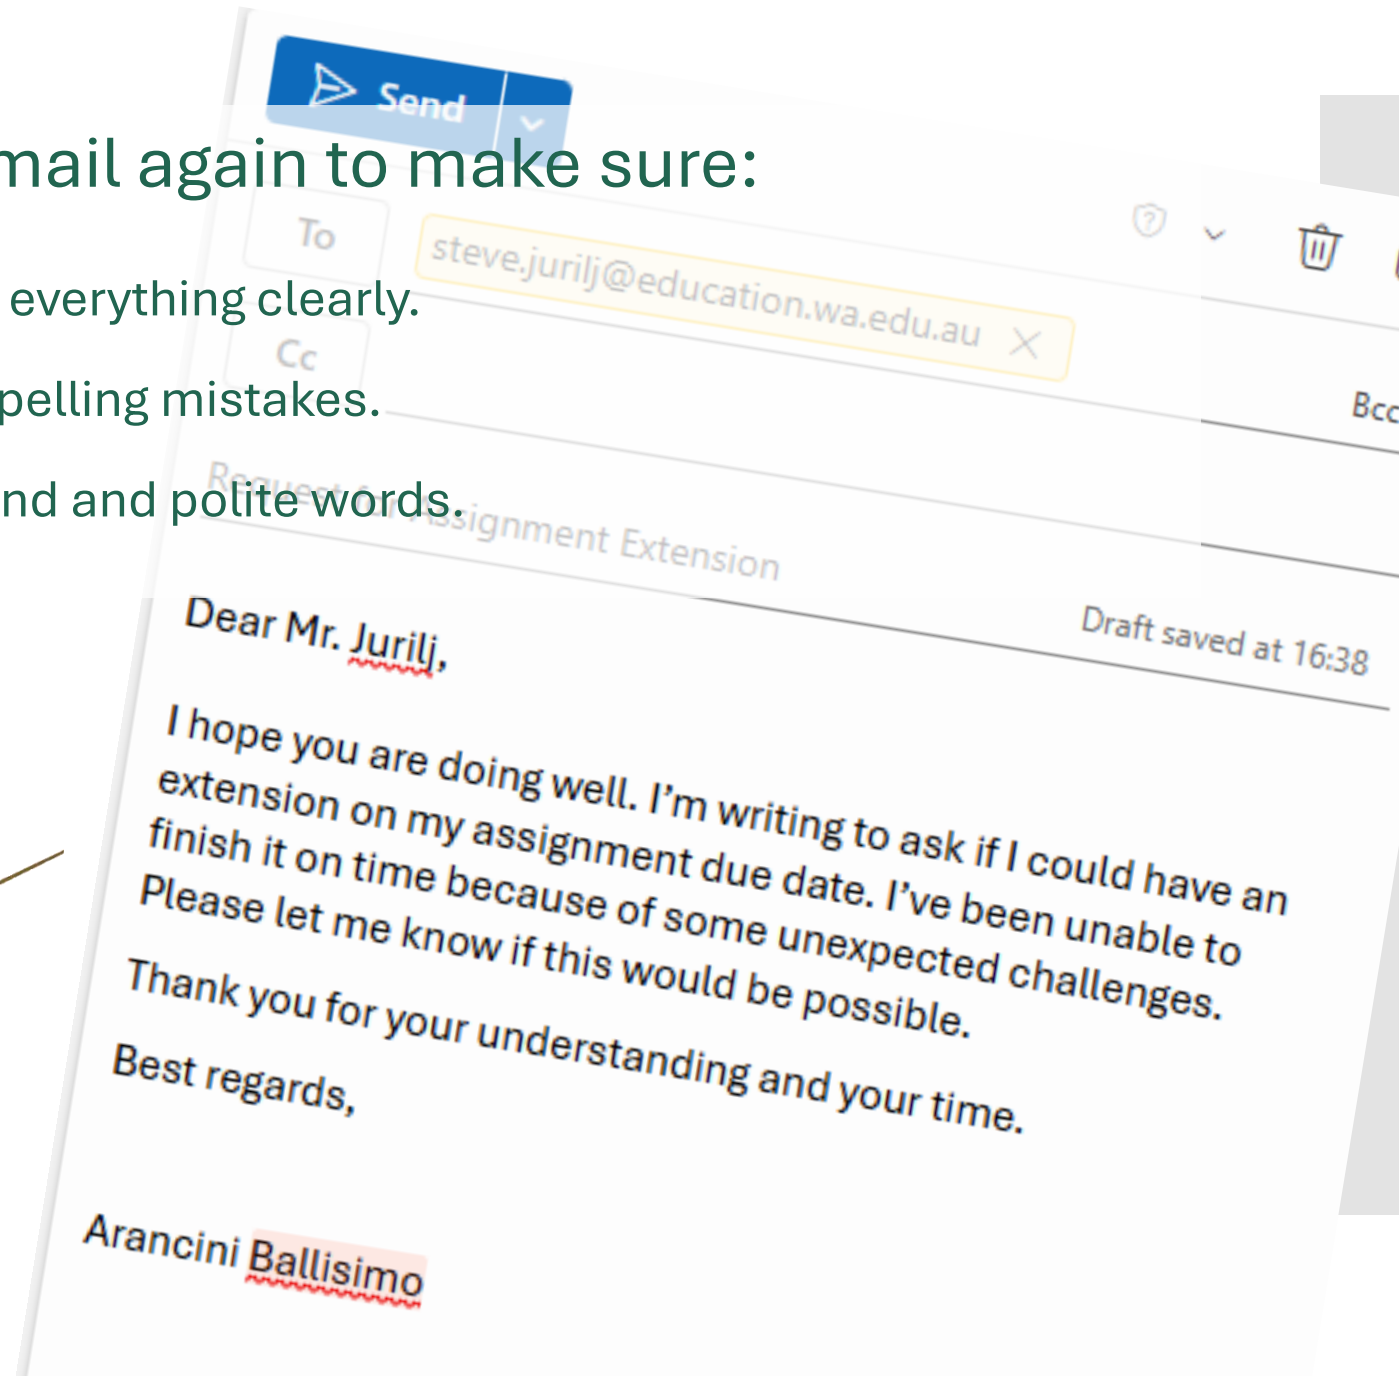 Send
mail again to make sure:
To
steve.jurilj@education.wa.edu.au
everything clearly.
Cc
Bcc
pelling mistakes.
Request for Assignment Extension
nd and polite words.
Draft saved at 16:38
Dear Mr. Jurilj,
I hope you are doing well. I’m writing to ask if I could have an
extension on my assignment due date. I’ve been unable to
finish it on time because of some unexpected challenges.
Please let me know if this would be possible.
Thank you for your understanding and your time.
Best regards,
Arancini Ballisimo